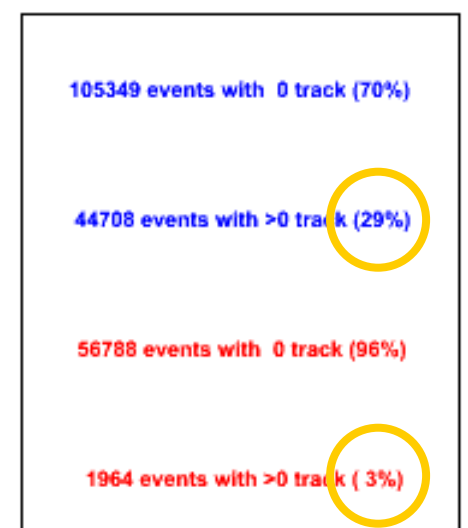 105349 events with 0 track (70%)
44708 events with >0 track (29%)
56788 events with 0 track (96%)
1964 events with >0 track ( 3%)